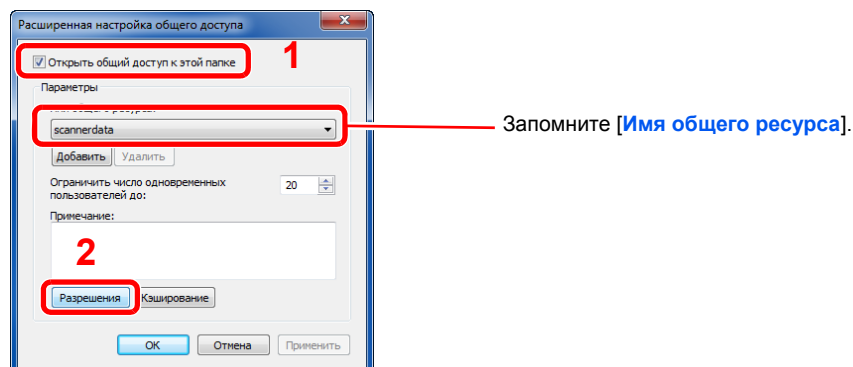 Расширенная настройка общего доступа
Открыть общий доступ к этой папке
1
Параметры
scannerdata
Запомните [Имя общего ресурса].
Добавить Удалить
Ограничить число одновременных
пользователей до:
20
Примечание:
2
Разрешения Кэширование
ОК Отмена Применить